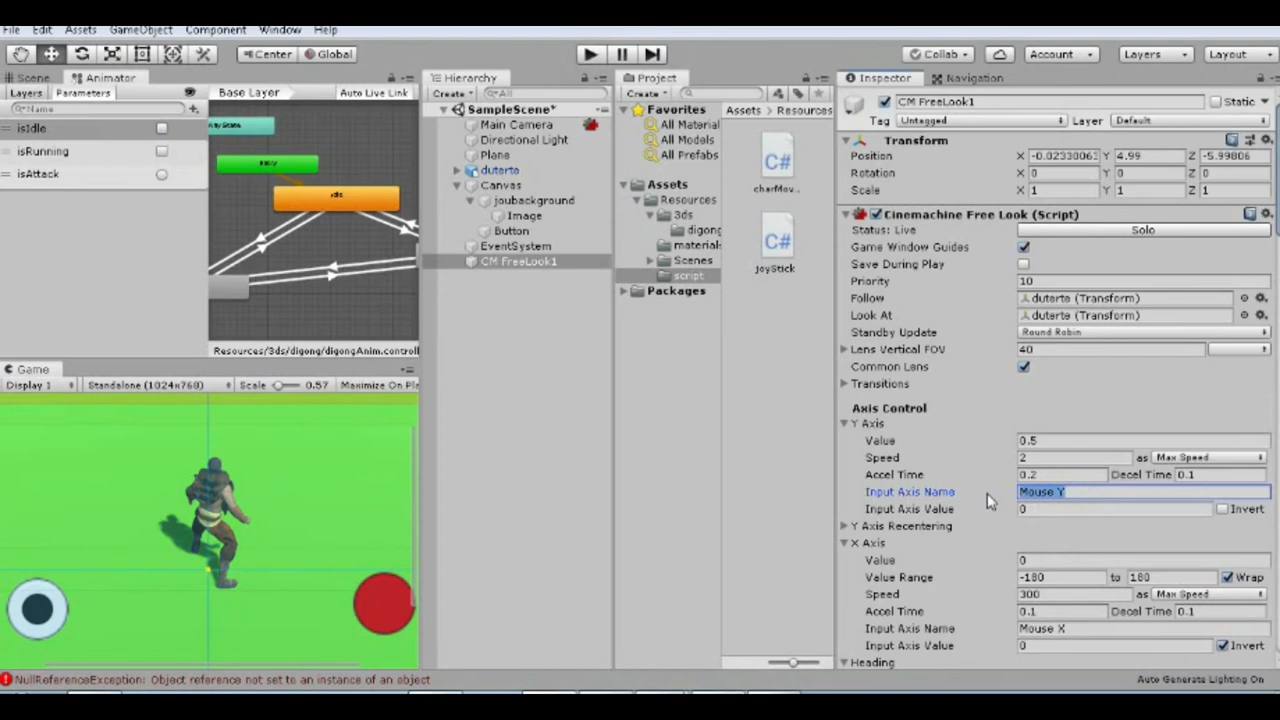 File Edit Assets GameObject Component Window Help
Center Global Collab Account Layers Layout
Scene Animator
Layers Parameters Base Layer Auto Live Link
Name
isIdle
isRunning
isAttack
Any State
Entry
Idle
Resources/3ds/digong/digongAnim.controll
Game
Display 1 Standalone (1024x768) Scale 0.57 Maximize On Pla
Hierarchy
Create All
SampleScene*
Main Camera
Directional Light
Plane
duterte
Canvas
joubackground
Image
Button
EventSystem
CM FreeLook1
Project
Create
Favorites
All Material
All Models
All Prefabs
Assets
Resources
3ds
digong
material
Scenes
script
Packages
Assets Resources
C#
charMov...
C#
joyStick
Inspector Navigation
CM FreeLook1 Static
Tag Untagged Layer Default
Transform
Position X -0.02330063 Y 4.99 Z -5.99806
Rotation X 0 Y 0 Z 0
Scale X 1 Y 1 Z 1
Cinemachine Free Look (Script)
Status: Live Solo
Game Window Guides
Save During Play
Priority 10
Follow duterte (Transform)
Look At duterte (Transform)
Standby Update Round Robin
Lens Vertical FOV 40
Common Lens
Transitions
Axis Control
Y Axis
Value 0.5
Speed 2 as Max Speed
Accel Time 0.2 Decel Time 0.1
Input Axis Name Mouse Y
Input Axis Value 0 Invert
Y Axis Recentering
X Axis
Value 0
Value Range -180 to 180 Wrap
Speed 300 as Max Speed
Accel Time 0.1 Decel Time 0.1
Input Axis Name Mouse X
Input Axis Value 0 Invert
Heading
NullReferenceException: Object reference not set to an instance of an object
Auto Generate Lighting On